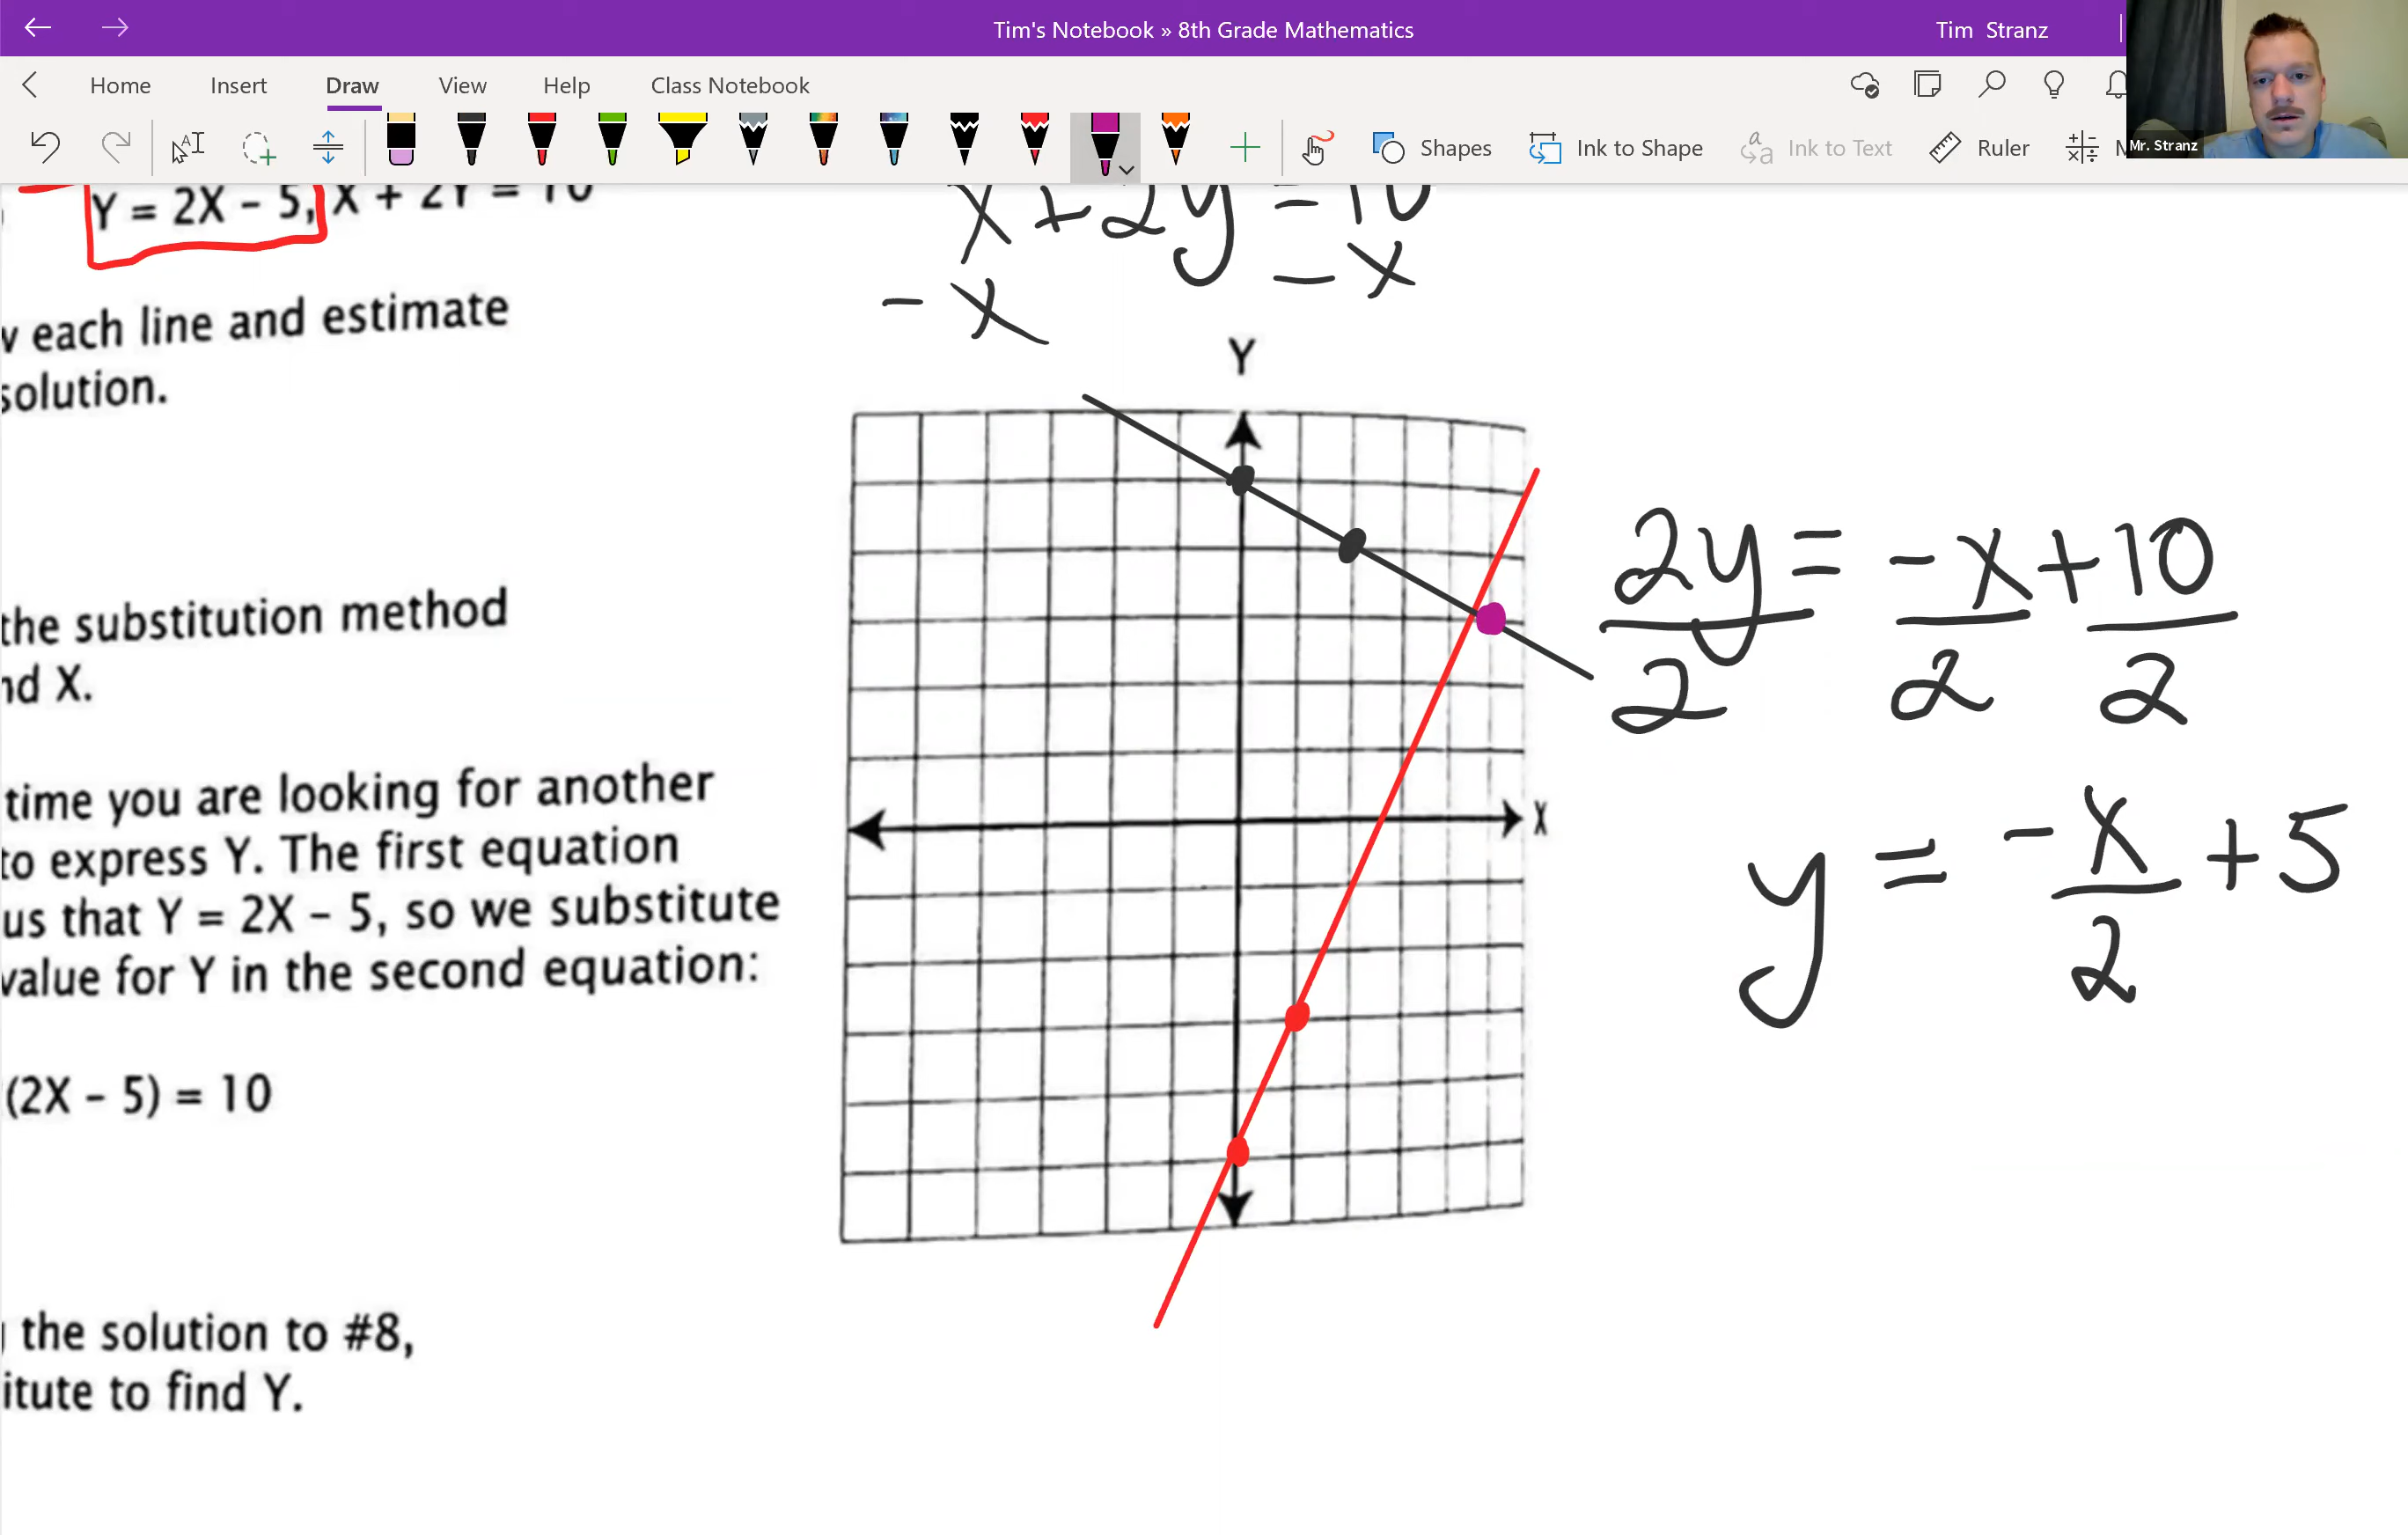 Tim's Notebook » 8th Grade Mathematics
Tim Stranz
Home Insert Draw View Help Class Notebook
Shapes Ink to Shape Ink to Text Ruler
Mr. Stranz
Y = 2X - 5, X + 2Y = 10
x + 2y = 10
- x - x
each line and estimate
solution.
Y
2y = -x + 10
2 2 2
the substitution method
nd X.
X
y = -x + 5
2
time you are looking for another
to express Y. The first equation
us that Y = 2X - 5, so we substitute
value for Y in the second equation:
(2X - 5) = 10
the solution to #8,
itute to find Y.